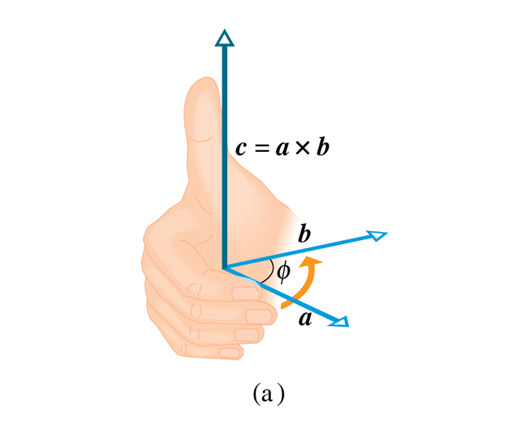 c = a × b
b
ϕ
a
(a)